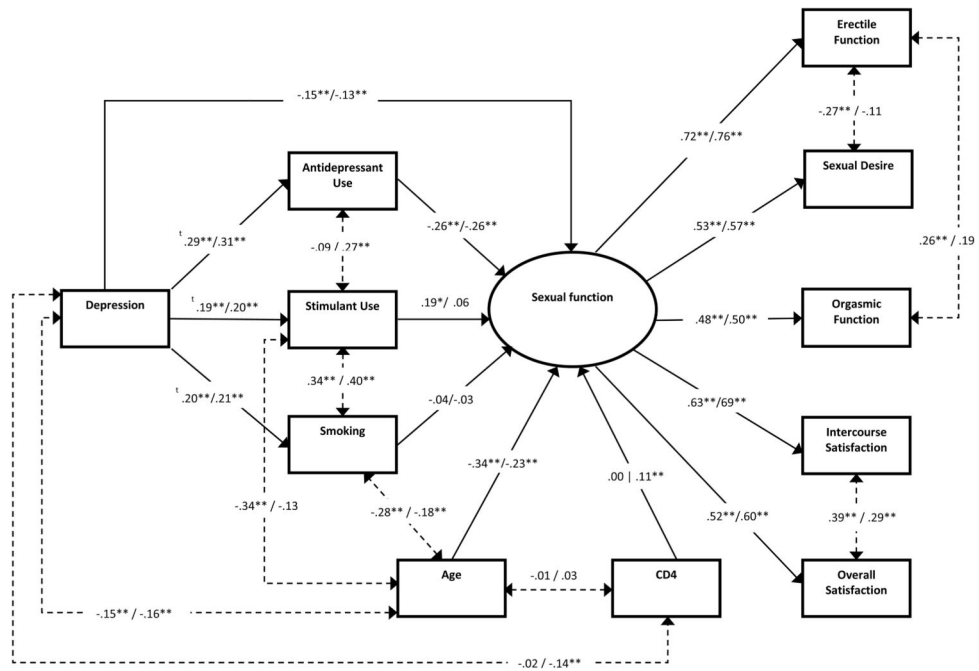 Erectile
Function
-.15**/-.13**
-.27** / -.11
.72**/.76**
Antidepressant
Use
Sexual Desire
-.26**/-.26**
.53**/.57**
t .29**/.31**
-.09 / .27**
.26** / .19
Depression
Stimulant Use
Sexual function
Orgasmic
Function
t .19**/.20**
.19*/ .06
.48**/.50**
.34** / .40**
t .20**/.21**
-.04/-.03
.63**/69**
Smoking
Intercourse
Satisfaction
-.34**/-.23**
.00 | .11**
-.34** / -.13
-.28** / -.18**
.52**/.60**
.39** / .29**
Age
-.01 / .03
CD4
Overall
Satisfaction
-.15** / -.16**
-.02 / -.14**